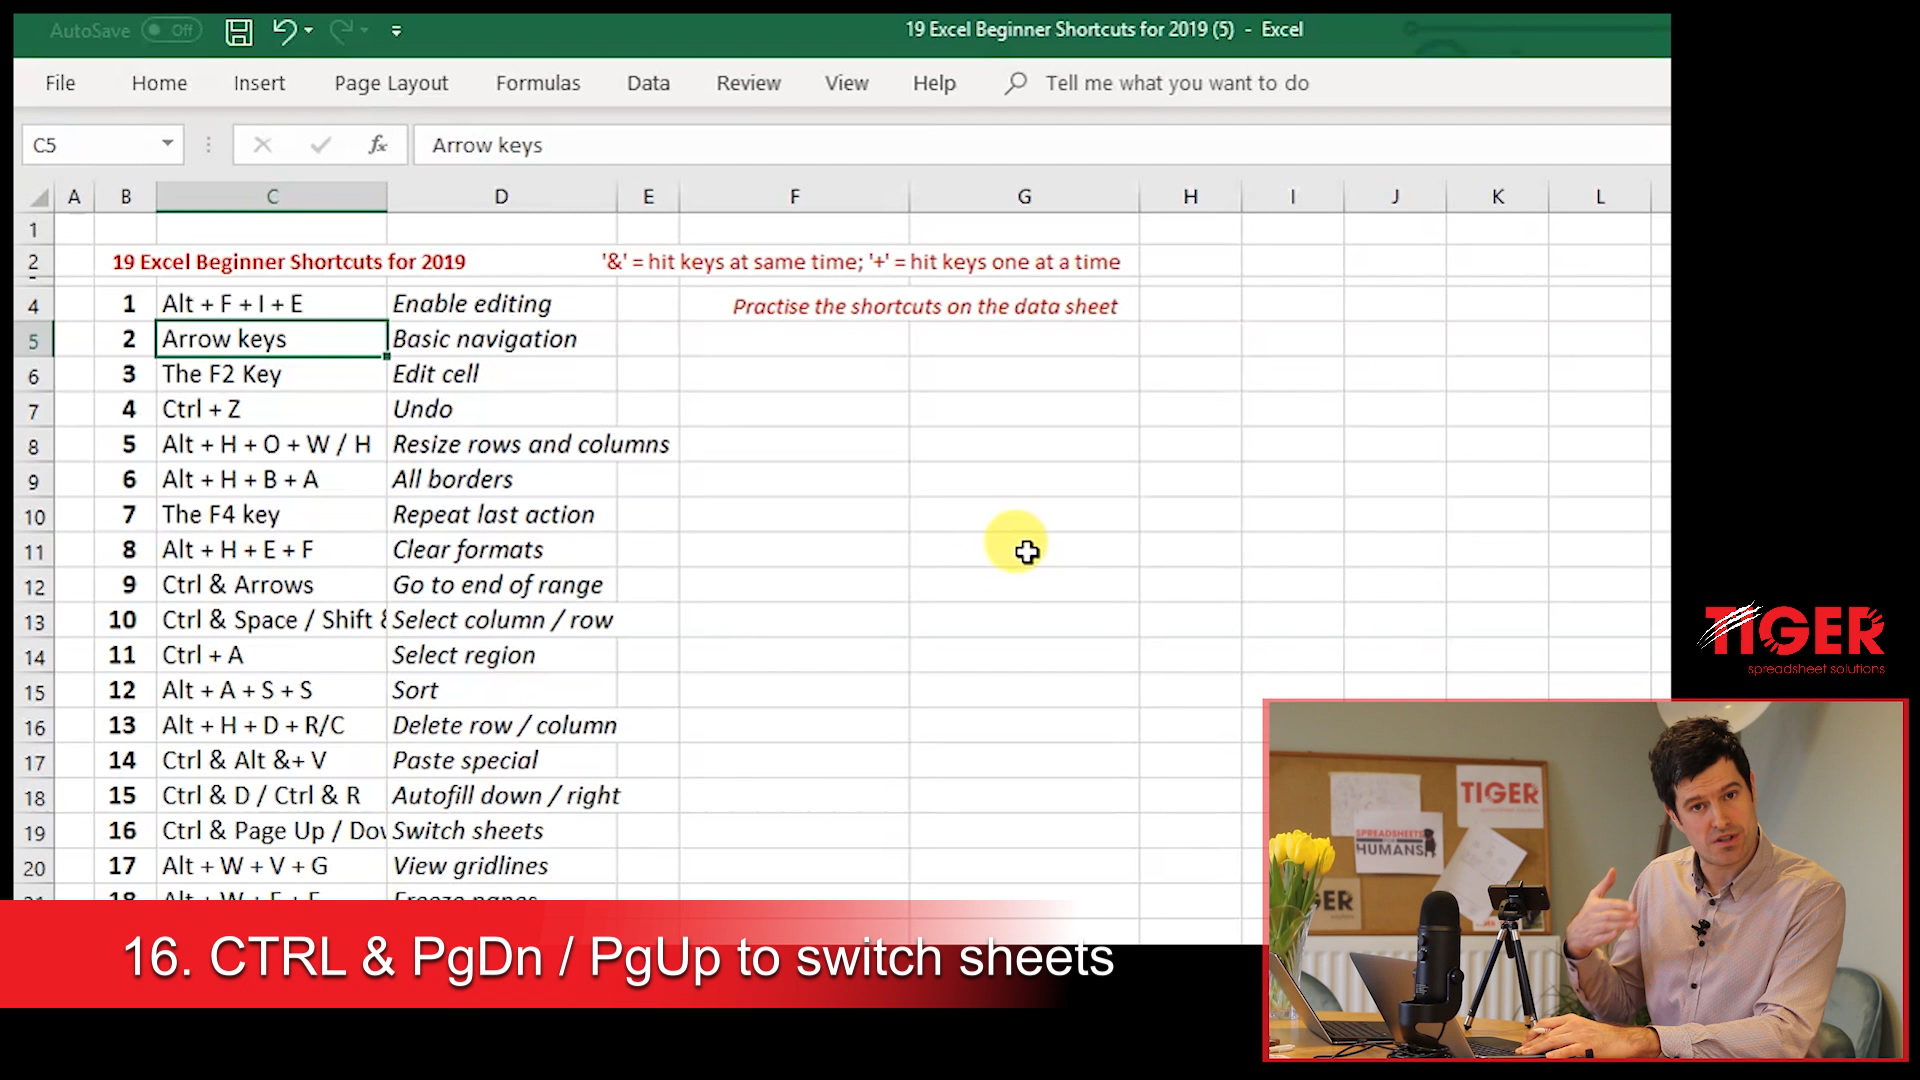 AutoSave Off
19 Excel Beginner Shortcuts for 2019 (5) - Excel
File Home Insert Page Layout Formulas Data Review View Help Tell me what you want to do
C5 fx Arrow keys
A B C D E F G H I J K L
1
2 19 Excel Beginner Shortcuts for 2019 '&' = hit keys at same time; '+' = hit keys one at a time
4 1 Alt + F + I + E Enable editing Practise the shortcuts on the data sheet
5 2 Arrow keys Basic navigation
6 3 The F2 Key Edit cell
7 4 Ctrl + Z Undo
8 5 Alt + H + O + W / H Resize rows and columns
9 6 Alt + H + B + A All borders
10 7 The F4 key Repeat last action
11 8 Alt + H + E + F Clear formats
12 9 Ctrl & Arrows Go to end of range
13 10 Ctrl & Space / Shift & Select column / row
14 11 Ctrl + A Select region
15 12 Alt + A + S + S Sort
16 13 Alt + H + D + R/C Delete row / column
17 14 Ctrl & Alt &+ V Paste special
18 15 Ctrl & D / Ctrl & R Autofill down / right
19 16 Ctrl & Page Up / Dow Switch sheets
20 17 Alt + W + V + G View gridlines
21 18 Alt + W + F + F Freeze panes
16. CTRL & PgDn / PgUp to switch sheets
TIGER
spreadsheet solutions
TIGER
SPREADSHEETS
HUMANS
GER